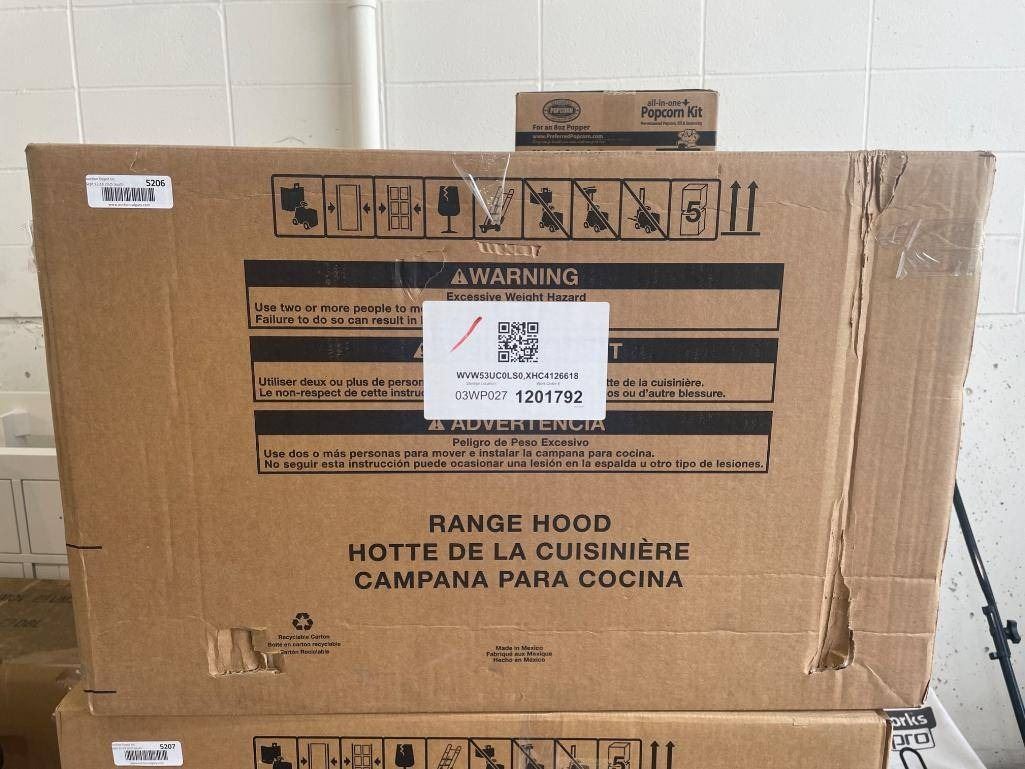 POPCORN
For an 8oz Popper
www.PreferredPopcorn.com
all-in-one
Popcorn Kit
5206
5
WARNING
Excessive Weight Hazard
Use two or more people to m
Failure to do so can result in
T
Utiliser deux ou plus de person
tte de la cuisinière.
Le non-respect de cette instruc
os ou d'autre blessure.
WVW53UC0LS0,XHC4126618
03WP027 1201792
ADVERTENCIA
Peligro de Peso Excesivo
Use dos o más personas para mover e instalar la campana para cocina.
No seguir esta instrucción puede ocasionar una lesión en la espalda u otro tipo de lesiones.
RANGE HOOD
HOTTE DE LA CUISINIÈRE
CAMPANA PARA COCINA
Recyclable Carton
Boîte en carton recyclable
Cartón Reciclable
Made in Mexico
Fabriqué aux Mexique
Hecho en México
5207
5
orks
pro